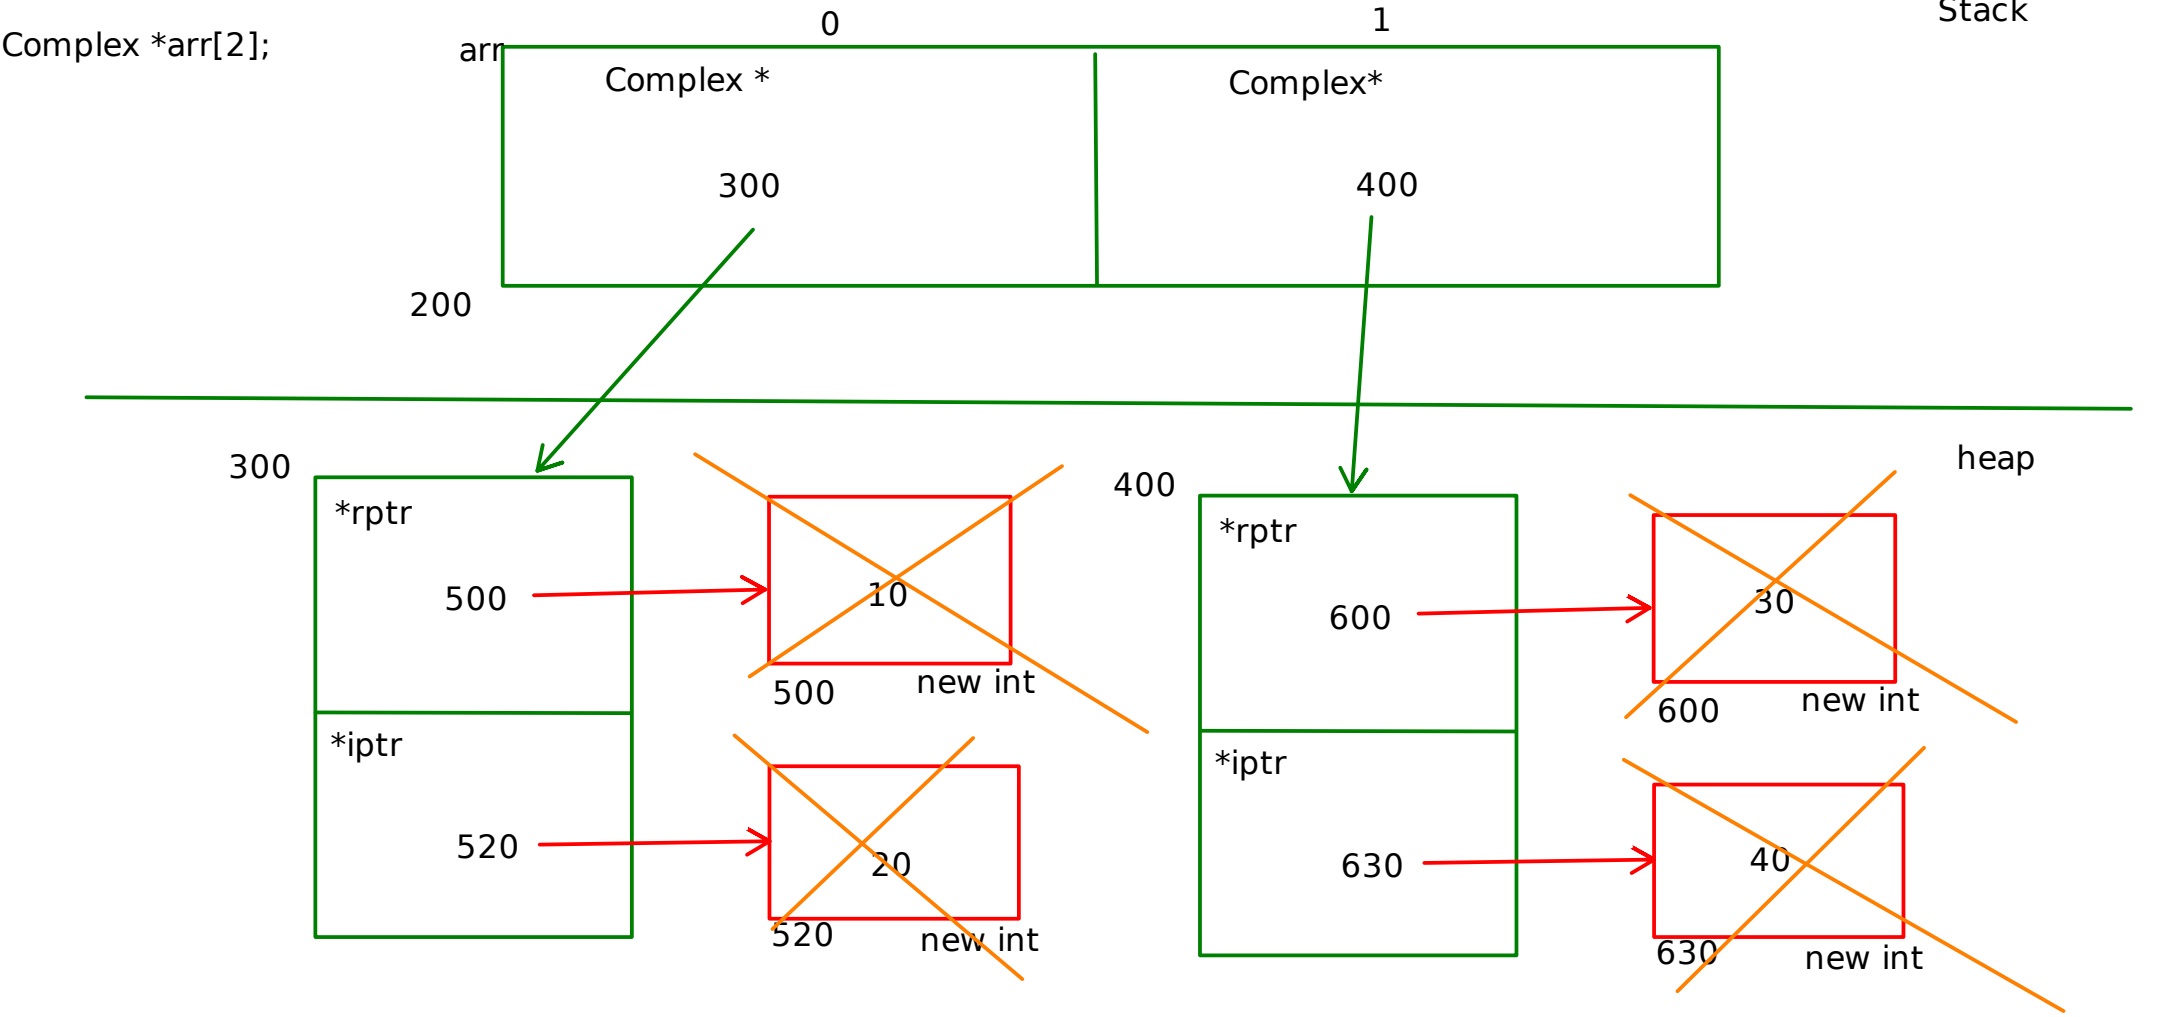 0
1
Stack
Complex *arr[2];
arr
Complex *
Complex*
300
400
200
heap
300
*rptr
500
10
500
new int
*iptr
520
20
520
new int
400
*rptr
600
30
600
new int
*iptr
630
40
630
new int